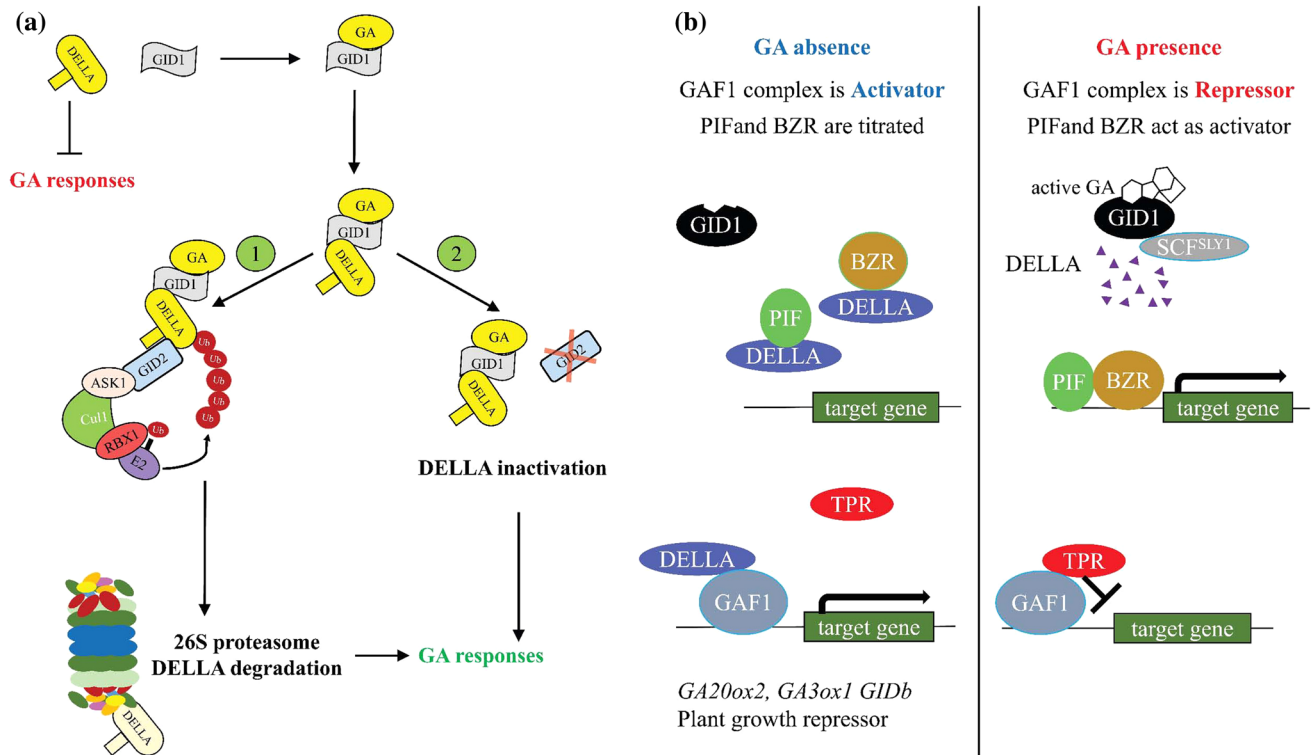 (a)
DELLA
GID1
GA
GID1
GA responses
GA
GID1
DELLA
1
2
GA
GID1
DELLA
GID2
ASK1
Cul1
RBX1
E2
Ub
Ub
Ub
Ub
Ub
Ub
GA
GID1
DELLA
GID2
DELLA inactivation
26S proteasome
DELLA degradation
GA responses
DELLA
(b)
GA absence
GAF1 complex is Activator
PIFand BZR are titrated
GID1
BZR
DELLA
PIF
DELLA
target gene
TPR
DELLA
GAF1
target gene
GA20ox2, GA3ox1 GIDb
Plant growth repressor
GA presence
GAF1 complex is Repressor
PIFand BZR act as activator
active GA
GID1
SCFSLY1
DELLA
PIF
BZR
target gene
TPR
GAF1
target gene